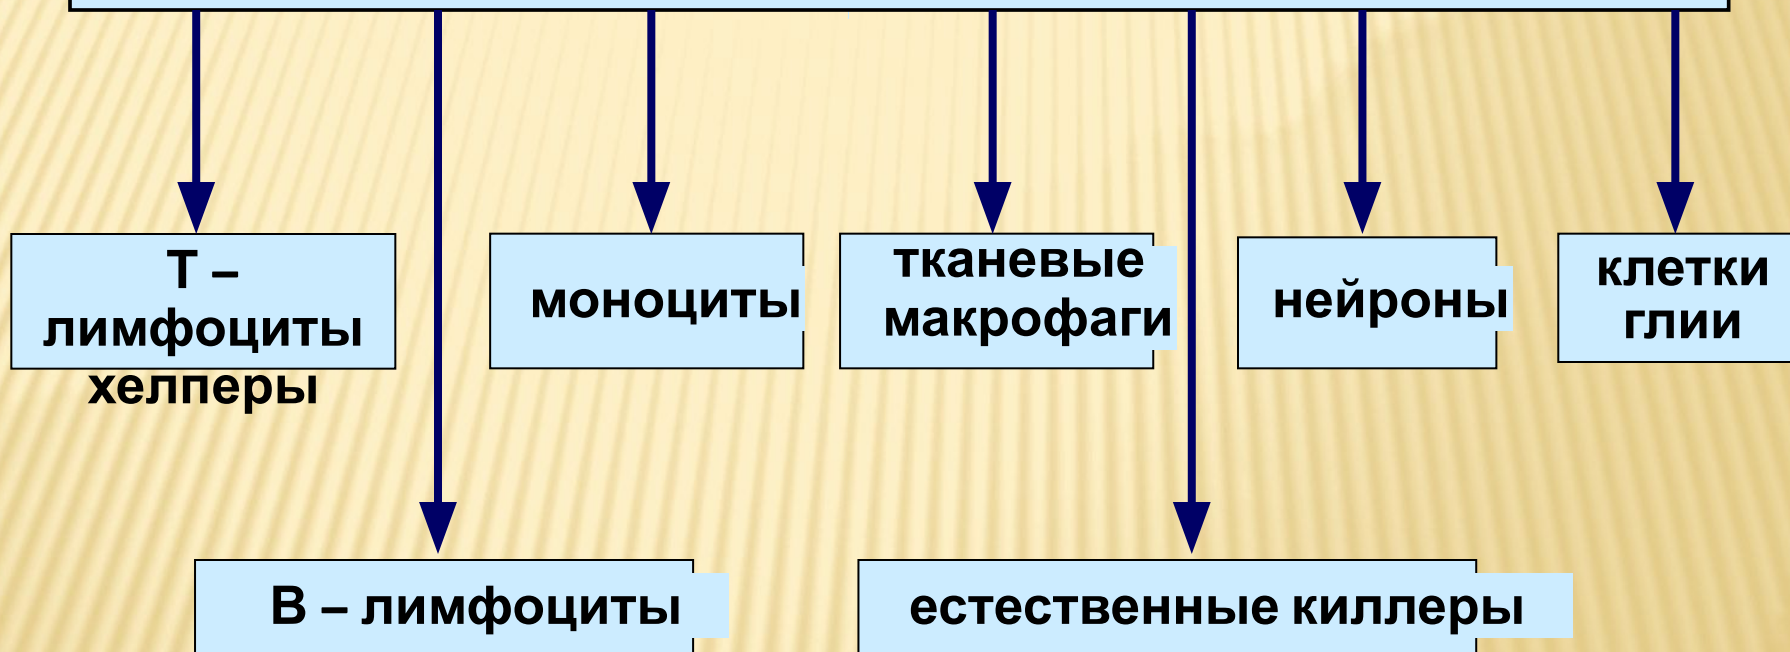 Т –
лимфоциты
хелперы
моноциты
тканевые
макрофаги
нейроны
клетки
глии
В – лимфоциты
естественные киллеры